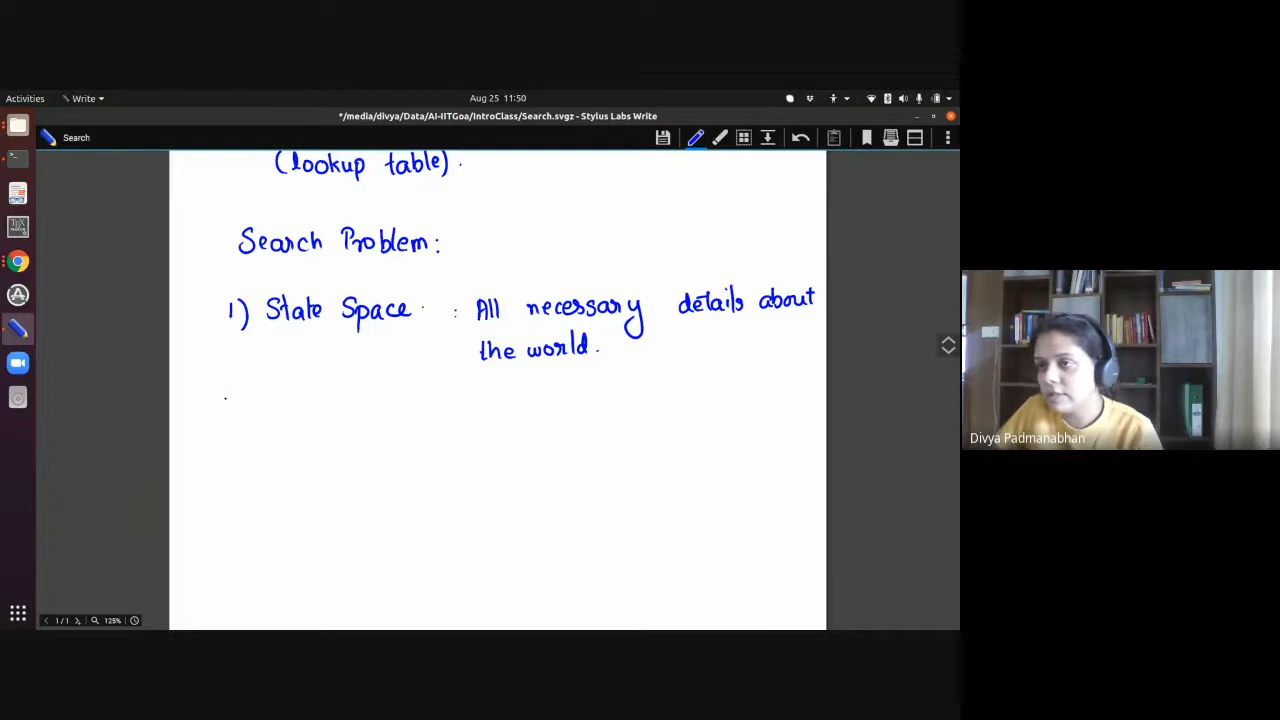 Activities
Write
Aug 25 11:50
*/media/divya/Data/AI-IITGoa/IntroClass/Search.svgz - Stylus Labs Write
Search
(lookup table).
Search Problem:
1) State Space : All necessary details about
the world.
Divya Padmanabhan
1/1
125%